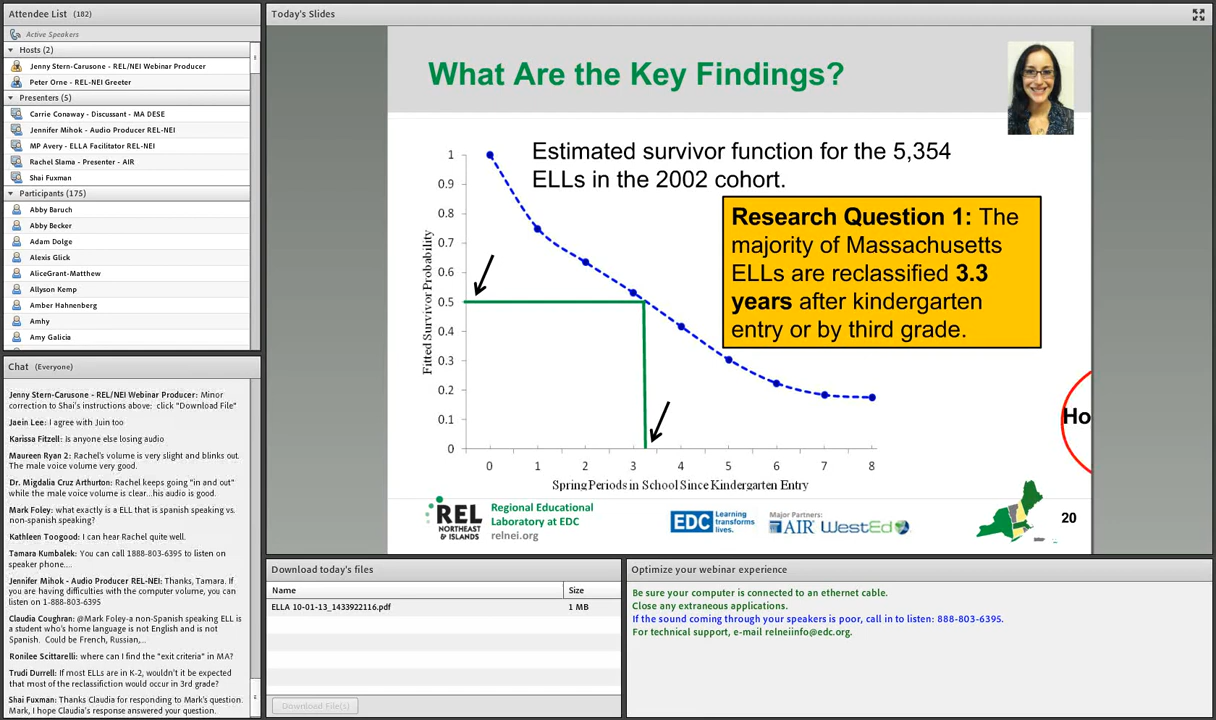 Attendee List (182)
Active Speakers
Hosts (2)
Jenny Stern-Carusone - REL/NEI Webinar Producer
Peter Orne - REL-NEI Greeter
Presenters (5)
Carrie Conaway - Discussant - MA DESE
Jennifer Mihok - Audio Producer REL-NEI
MP Avery - ELLA Facilitator REL-NEI
Rachel Slama - Presenter - AIR
Shai Fuxman
Participants (175)
Abby Baruch
Abby Becker
Adam Dolge
Alexis Glick
AliceGrant-Matthew
Allyson Kemp
Amber Hahnenberg
Amhy
Amy Galicia
Chat (Everyone)
Jenny Stern-Carusone - REL/NEI Webinar Producer: Minor
correction to Shai's instructions above: click "Download File"
Jaein Lee: I agree with Juin too
Karissa Fitzell: is anyone else losing audio
Maureen Ryan 2: Rachel's volume is very slight and blinks out.
The male voice volume very good.
Dr. Migdalia Cruz Arthurton: Rachel keeps going "in and out"
while the male voice volume is clear...his audio is good.
Mark Foley: what exactly is a ELL that is spanish speaking vs.
non-spanish speaking?
Kathleen Toogood: I can hear Rachel quite well.
Tamara Kumbalek: You can call 1888-803-6395 to listen on
speaker phone....
Jennifer Mihok - Audio Producer REL-NEI: Thanks, Tamara. If
you are having difficulties with the computer volume, you can
listen on 1-888-803-6395
Claudia Coughran: @Mark Foley-a non-Spanish speaking ELL is
a student who's home language is not English and is not
Spanish. Could be French, Russian,...
Ronilee Scittarelli: where can I find the "exit criteria" in MA?
Trudi Durrell: If most ELLs are in K-2, wouldn't it be expected
that most of the reclassifiction would occur in 3rd grade?
Shai Fuxman: Thanks Claudia for responding to Mark's question.
Mark, I hope Claudia's response answered your question.
Today's Slides
What Are the Key Findings?
Estimated survivor function for the 5,354
ELLs in the 2002 cohort.
Research Question 1: The
majority of Massachusetts
ELLs are reclassified 3.3
years after kindergarten
entry or by third grade.
Fitted Survivor Probability
1
0.9
0.8
0.7
0.6
0.5
0.4
0.3
0.2
0.1
0
0 1 2 3 4 5 6 7 8
Spring Periods in School Since Kindergarten Entry
Ho
REL
NORTHEAST
& ISLANDS
Regional Educational
Laboratory at EDC
relnei.org
EDC Learning
transforms
lives.
Major Partners:
AIR WestEd
20
Download today's files
Name Size
ELLA 10-01-13_1433922116.pdf 1 MB
Download File(s)
Optimize your webinar experience
Be sure your computer is connected to an ethernet cable.
Close any extraneous applications.
If the sound coming through your speakers is poor, call in to listen: 888-803-6395.
For technical support, e-mail relneiinfo@edc.org.